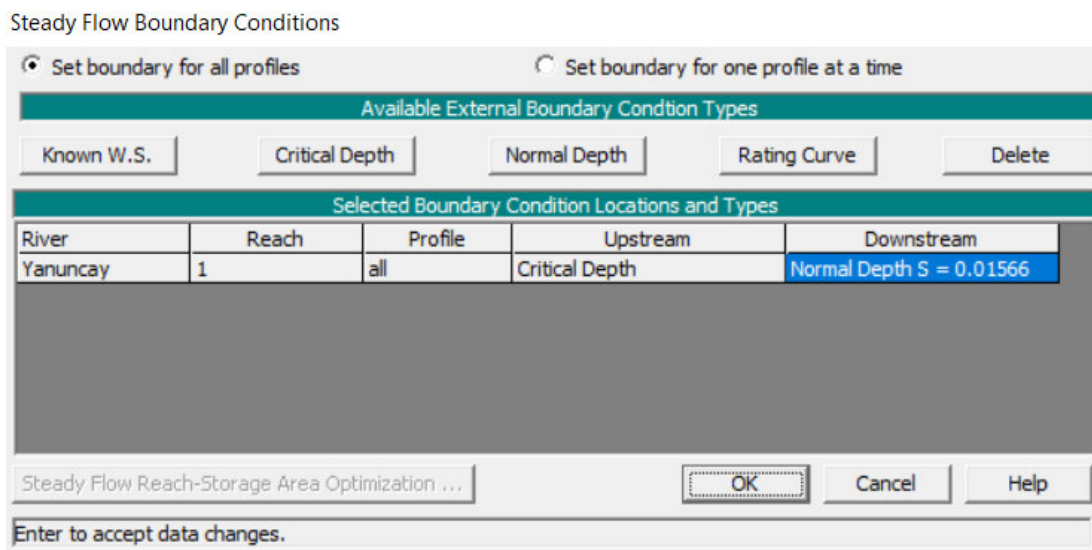 Steady Flow Boundary Conditions
Set boundary for all profiles Set boundary for one profile at a time
Available External Boundary Condtion Types
Known W.S. Critical Depth Normal Depth Rating Curve Delete
Selected Boundary Condition Locations and Types
River Reach Profile Upstream Downstream
Yanuncay 1 all Critical Depth Normal Depth S = 0.01566
Steady Flow Reach-Storage Area Optimization ... OK Cancel Help
Enter to accept data changes.